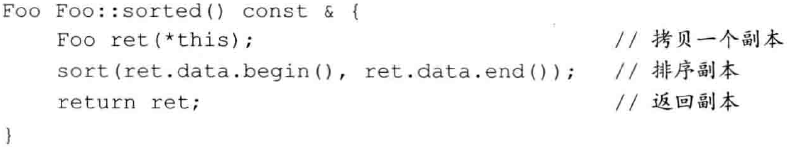 Foo Foo::sorted() const & {
    Foo ret(*this);                         // 拷贝一个副本
    sort(ret.data.begin(), ret.data.end());   // 排序副本
    return ret;                             // 返回副本
}